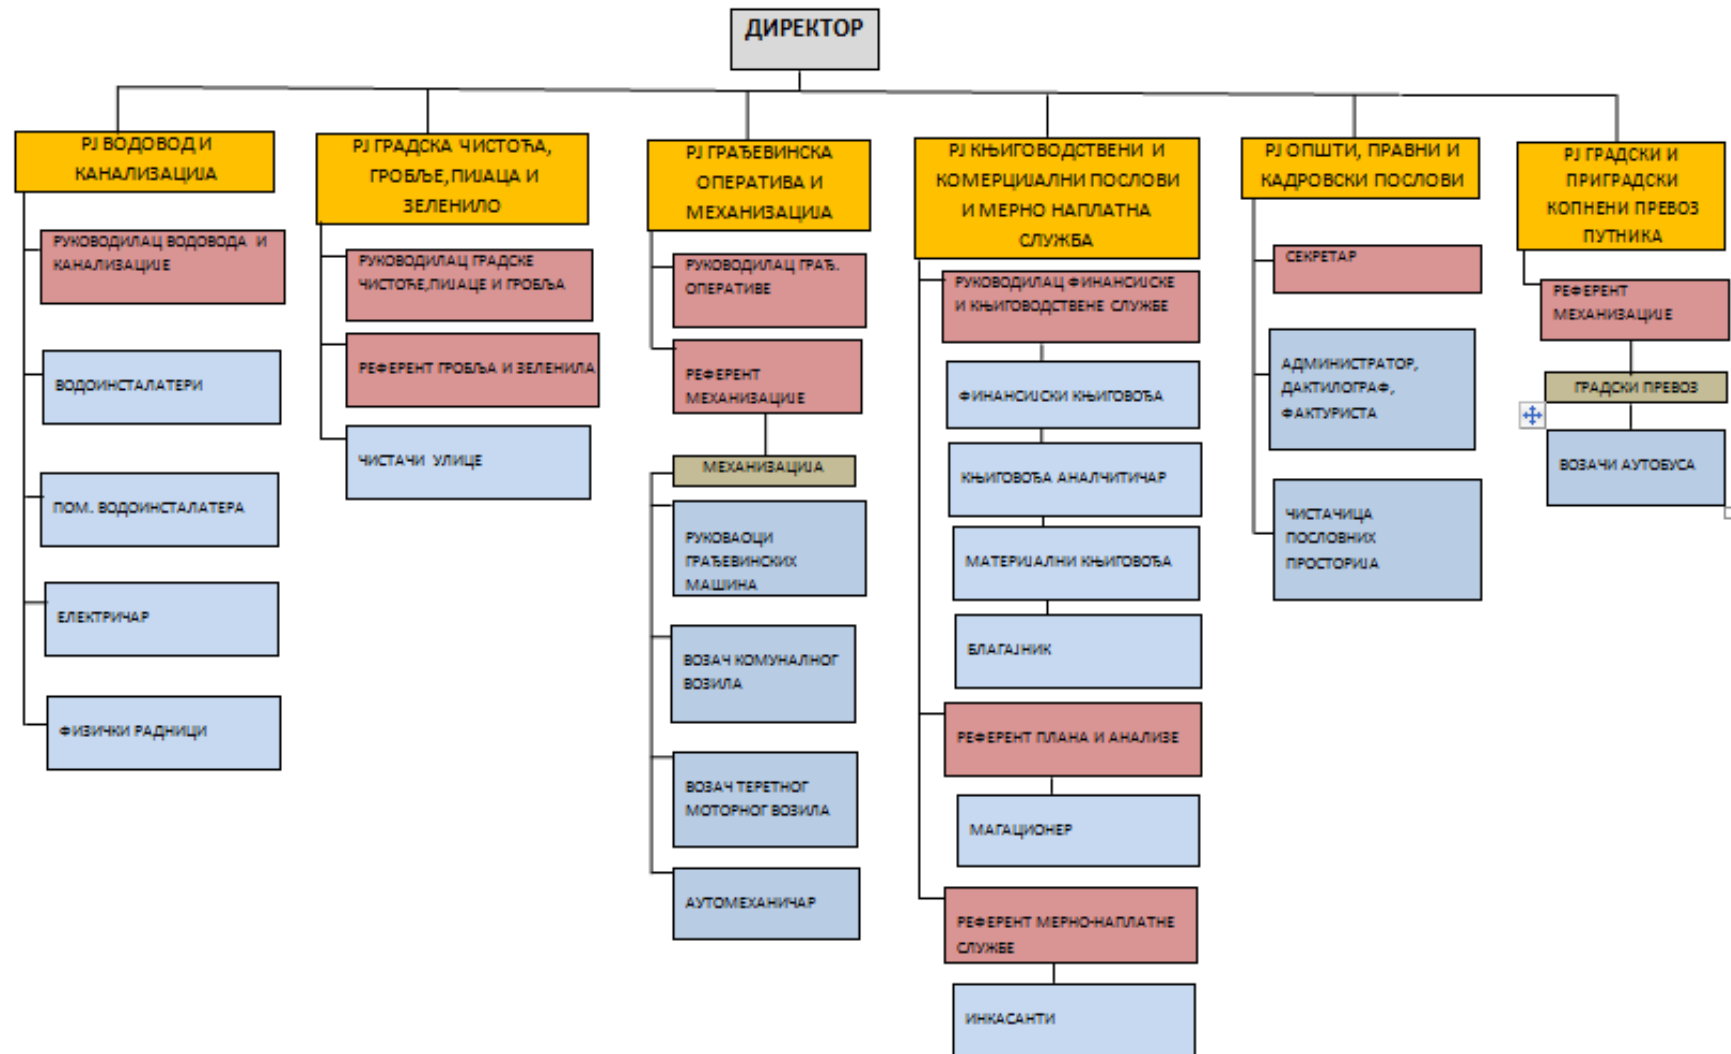 ДИРЕКТОР
РЈ ВОДОВОД И
КАНАЛИЗАЦИЈА
РУКОВОДИЛАЦ ВОДОВОДА И
КАНАЛИЗАЦИЈЕ
ВОДОИНСТАЛАТЕРИ
ПОМ. ВОДОИНСТАЛАТЕРА
ЕЛЕКТРИЧАР
ФИЗИЧКИ РАДНИЦИ
РЈ ГРАДСКА ЧИСТОЋА,
ГРОБЉЕ,ПИЈАЦА И
ЗЕЛЕНИЛО
РУКОВОДИЛАЦ ГРАДСКЕ
ЧИСТОЋЕ,ПИЈАЦЕ И ГРОБЉА
РЕФЕРЕНТ ГРОБЉА И ЗЕЛЕНИЛА
ЧИСТАЧИ УЛИЦЕ
РЈ ГРАЂЕВИНСКА
ОПЕРАТИВА И
МЕХАНИЗАЦИЈА
РУКОВОДИЛАЦ ГРАЂ.
ОПЕРАТИВЕ
РЕФЕРЕНТ
МЕХАНИЗАЦИЈЕ
МЕХАНИЗАЦИЈА
РУКОВАОЦИ
ГРАЂЕВИНСКИХ
МАШИНА
ВОЗАЧ КОМУНАЛНОГ
ВОЗИЛА
ВОЗАЧ ТЕРЕТНОГ
МОТОРНОГ ВОЗИЛА
АУТОМЕХАНИЧАР
РЈ КЊИГОВОДСТВЕНИ И
КОМЕРЦИЈАЛНИ ПОСЛОВИ
И МЕРНО НАПЛАТНА
СЛУЖБА
РУКОВОДИЛАЦ ФИНАНСИЈСКЕ
И КЊИГОВОДСТВЕНЕ СЛУЖБЕ
ФИНАНСИЈСКИ КЊИГОВОЂА
КЊИГОВОЂА АНАЛЧИТИЧАР
МАТЕРИЈАЛНИ КЊИГОВОЂА
БЛАГАЈНИК
РЕФЕРЕНТ ПЛАНА И АНАЛИЗЕ
МАГАЦИОНЕР
РЕФЕРЕНТ МЕРНО-НАПЛАТНЕ
СЛУЖБЕ
ИНКАСАНТИ
РЈ ОПШТИ, ПРАВНИ И
КАДРОВСКИ ПОСЛОВИ
СЕКРЕТАР
АДМИНИСТРАТОР,
ДАКТИЛОГРАФ,
ФАКТУРИСТА
ЧИСТАЧИЦА
ПОСЛОВНИХ
ПРОСТОРИЈА
РЈ ГРАДСКИ И
ПРИГРАДСКИ
КОПНЕНИ ПРЕВОЗ
ПУТНИКА
РЕФЕРЕНТ
МЕХАНИЗАЦИЈЕ
ГРАДСКИ ПРЕВОЗ
ВОЗАЧИ АУТОБУСА